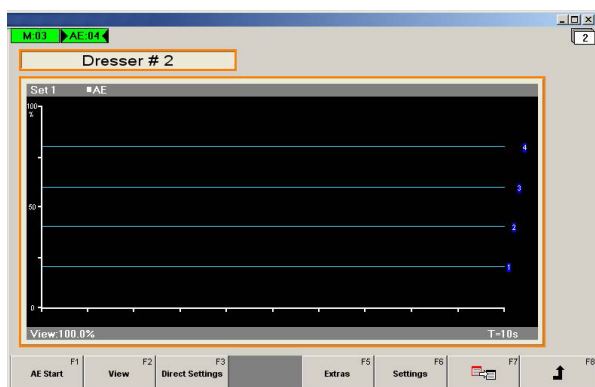 M:03 AE:04
2
Dresser # 2
Set 1 AE
100
%
4
3
50
2
1
0
View:100.0% T=10s
F1 F2 F3 F5 F6 F7 F8
AE Start View Direct Settings Extras Settings